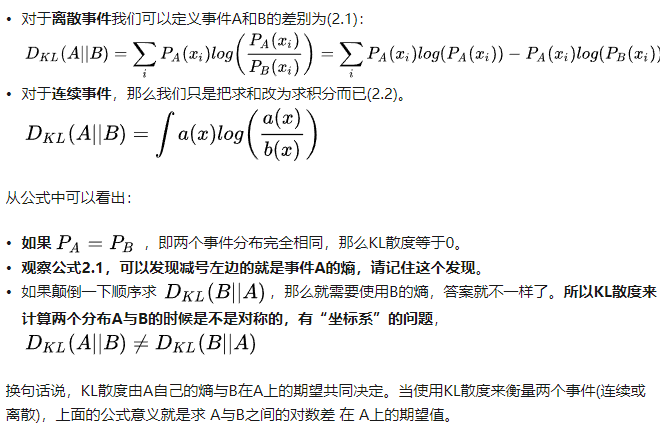 • 对于离散事件我们可以定义事件A和B的差别为(2.1)：
D_{KL}(A||B) = \sum_i P_A(x_i)log\left(\frac{P_A(x_i)}{P_B(x_i)}\right) = \sum_i P_A(x_i)log(P_A(x_i)) - P_A(x_i)log(P_B(x_i))
• 对于连续事件，那么我们只是把求和改为求积分而已(2.2)。
D_{KL}(A||B) = \int a(x)log\left(\frac{a(x)}{b(x)}\right)
从公式中可以看出：
• 如果 P_A = P_B ，即两个事件分布完全相同，那么KL散度等于0。
• 观察公式2.1，可以发现减号左边的就是事件A的熵，请记住这个发现。
• 如果颠倒一下顺序求 D_{KL}(B||A) ，那么就需要使用B的熵，答案就不一样了。所以KL散度来
计算两个分布A与B的时候是不是对称的，有“坐标系”的问题，
D_{KL}(A||B) \neq D_{KL}(B||A)
换句话说，KL散度由A自己的熵与B在A上的期望共同决定。当使用KL散度来衡量两个事件(连续或
离散)，上面的公式意义就是求 A与B之间的对数差 在 A上的期望值。